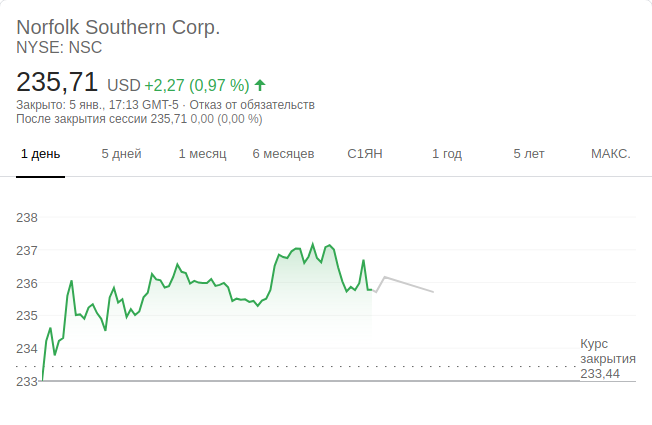 Norfolk Southern Corp.
NYSE: NSC
235,71 USD +2,27 (0,97 %)
Закрыто: 5 янв., 17:13 GMT-5 · Отказ от обязательств
После закрытия сессии 235,71 0,00 (0,00 %)
1 день 5 дней 1 месяц 6 месяцев С1ЯН 1 год 5 лет МАКС.
238
237
236
235
234
233
Курс
закрытия
233,44